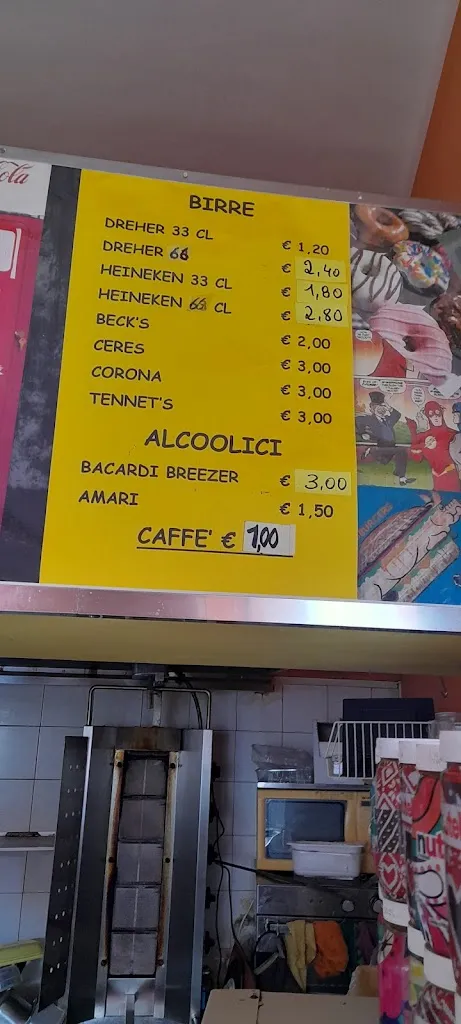 ola
BIRRE
DREHER 33 CL € 1,20
DREHER 66 € 2,40
HEINEKEN 33 CL € 1,80
HEINEKEN 66 CL € 2,80
BECK'S € 2,00
CERES € 3,00
CORONA € 3,00
TENNET'S € 3,00
ALCOOLICI
BACARDI BREEZER € 3,00
AMARI € 1,50
CAFFE' € 1,00
nut